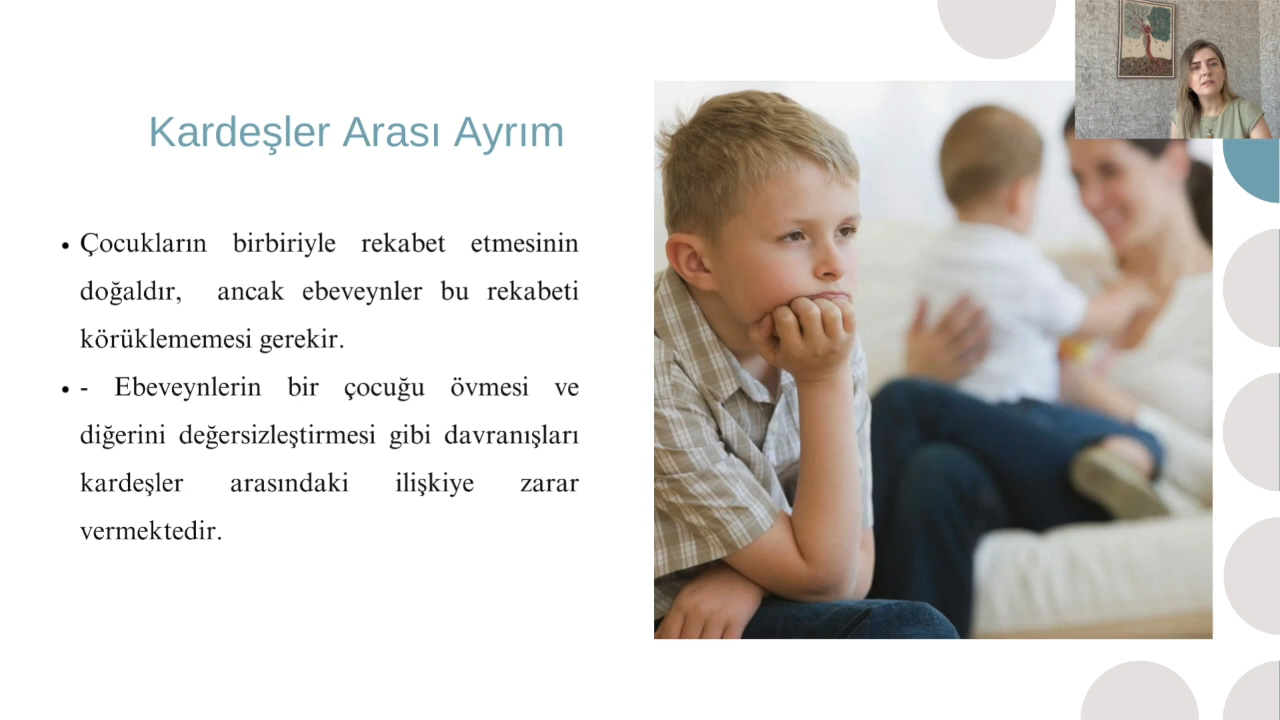 Kardeşler Arası Ayrım
• Çocukların birbiriyle rekabet etmesinin
doğaldır, ancak ebeveynler bu rekabeti
körüklememesi gerekir.
• - Ebeveynlerin bir çocuğu övmesi ve
diğerini değersizleştirmesi gibi davranışları
kardeşler arasındaki ilişkiye zarar
vermektedir.